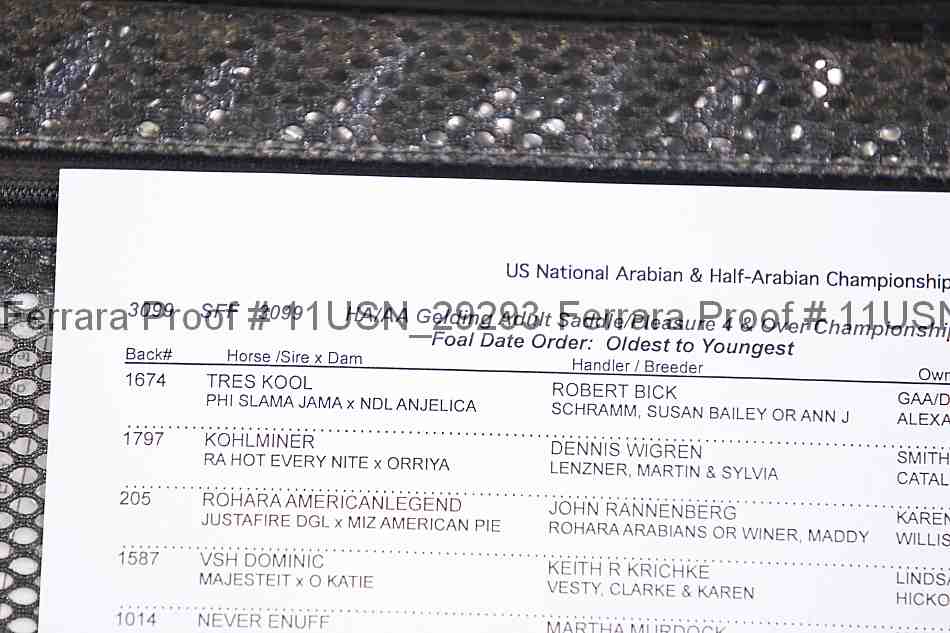 US National Arabian & Half-Arabian Championship
3099 SFF 2099 HA/AA Gelding Adult Saddle/Pleasure 4 & Over Championship
Ferrara Proof # 11USN_29293 Ferrara Proof # 11USN
Foal Date Order: Oldest to Youngest
Back# Horse /Sire x Dam Handler / Breeder Own
1674 TRES KOOL ROBERT BICK GAA/D
PHI SLAMA JAMA x NDL ANJELICA SCHRAMM, SUSAN BAILEY OR ANN J ALEXA
1797 KOHLMINER DENNIS WIGREN SMITH
RA HOT EVERY NITE x ORRIYA LENZNER, MARTIN & SYLVIA CATAL
205 ROHARA AMERICANLEGEND JOHN RANNENBERG KAREN
JUSTAFIRE DGL x MIZ AMERICAN PIE ROHARA ARABIANS OR WINER, MADDY WILLIS
1587 VSH DOMINIC KEITH R KRICHKE LINDSA
MAJESTEIT x O KATIE VESTY, CLARKE & KAREN HICKO
1014 NEVER ENUFF MARTHA MURDOCK